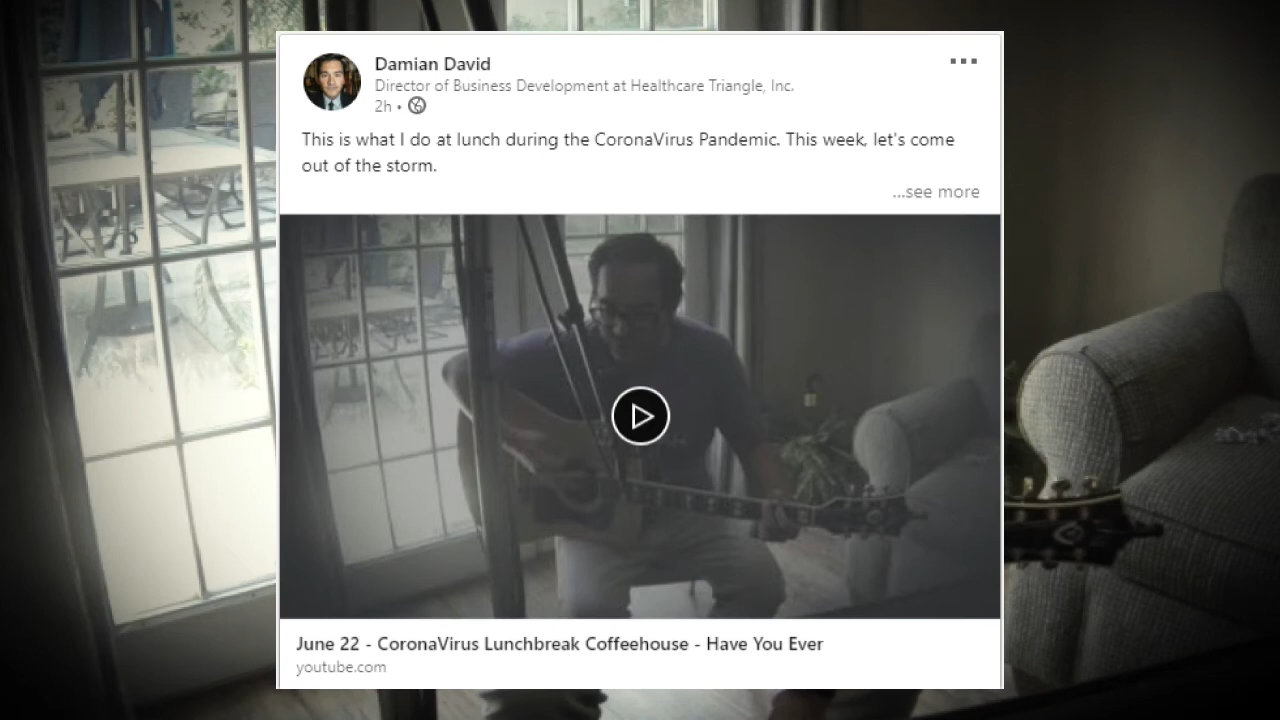 Damian David
Director of Business Development at Healthcare Triangle, Inc.
2h •
This is what I do at lunch during the CoronaVirus Pandemic. This week, let's come
out of the storm.
...see more
June 22 - CoronaVirus Lunchbreak Coffeehouse - Have You Ever
youtube.com